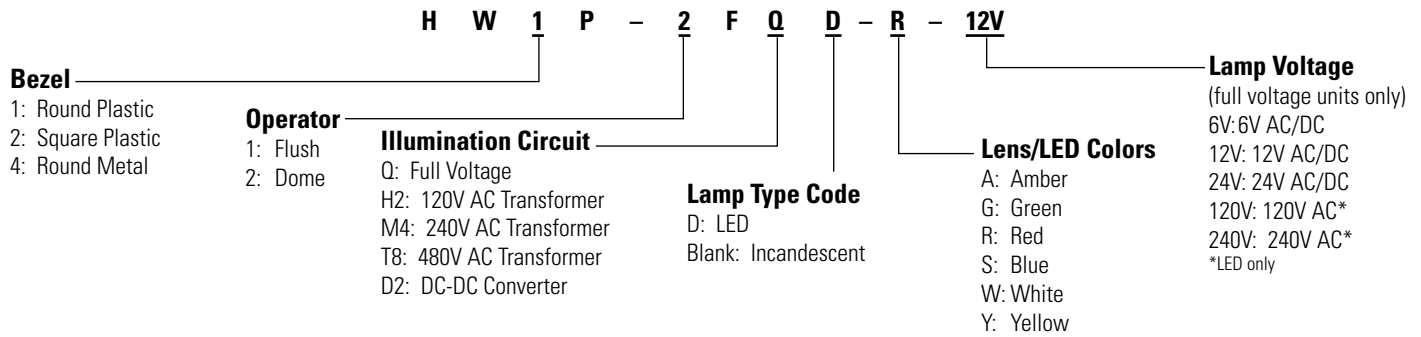 H W 1 P – 2 F Q D – R – 12V
Bezel
1: Round Plastic
2: Square Plastic
4: Round Metal
Operator
1: Flush
2: Dome
Illumination Circuit
Q: Full Voltage
H2: 120V AC Transformer
M4: 240V AC Transformer
T8: 480V AC Transformer
D2: DC-DC Converter
Lamp Type Code
D: LED
Blank: Incandescent
Lens/LED Colors
A: Amber
G: Green
R: Red
S: Blue
W: White
Y: Yellow
Lamp Voltage
(full voltage units only)
6V: 6V AC/DC
12V: 12V AC/DC
24V: 24V AC/DC
120V: 120V AC*
240V: 240V AC*
*LED only